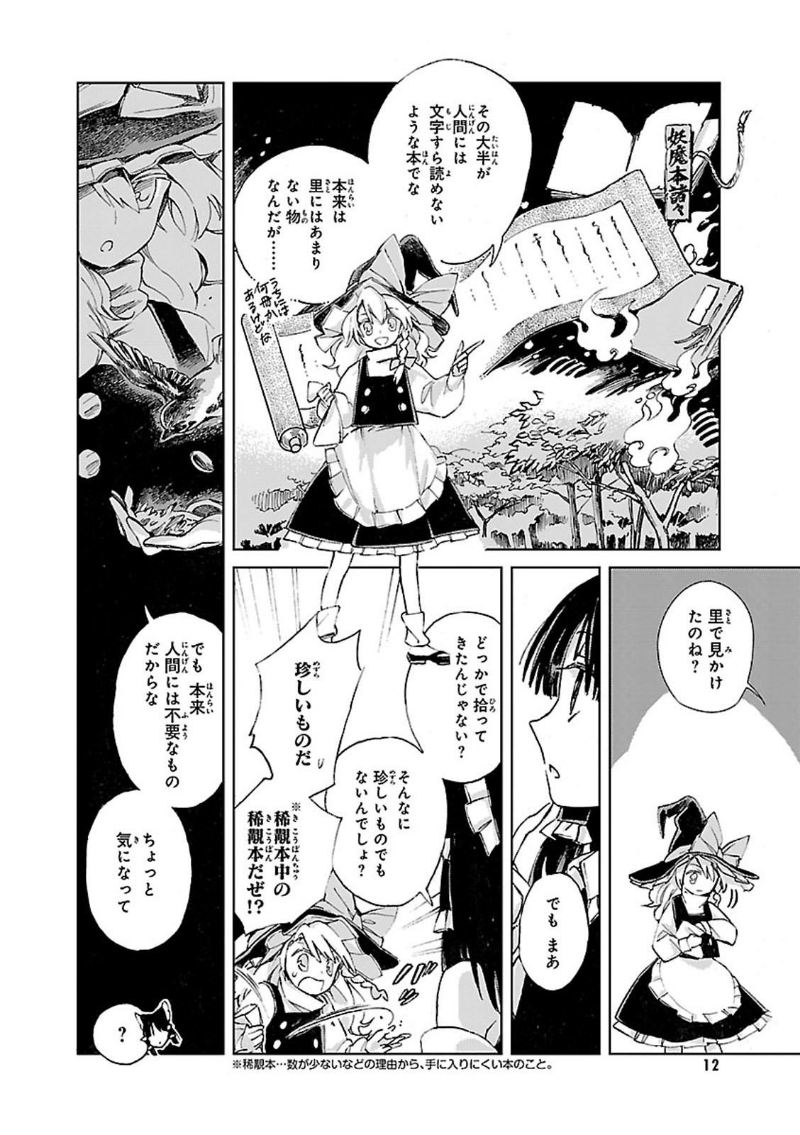 妖魔本諸々
その大半が
人間には
文字すら読めない
ような本でな
本来は
里にはあまり
ない物
なんだが……
うちには
何冊か
あるけどな
里で見かけ
たのね?
でも まあ
どっかで拾って
きたんじゃない?
そんなに
珍しいものでも
ないんでしょ?
珍しいものだ
※稀覯本中の
稀覯本だぜ!?
でも 本来
人間には不要なもの
だからな
ちょっと
気になって
?
※稀覯本…数が少ないなどの理由から、手に入りにくい本のこと。
12